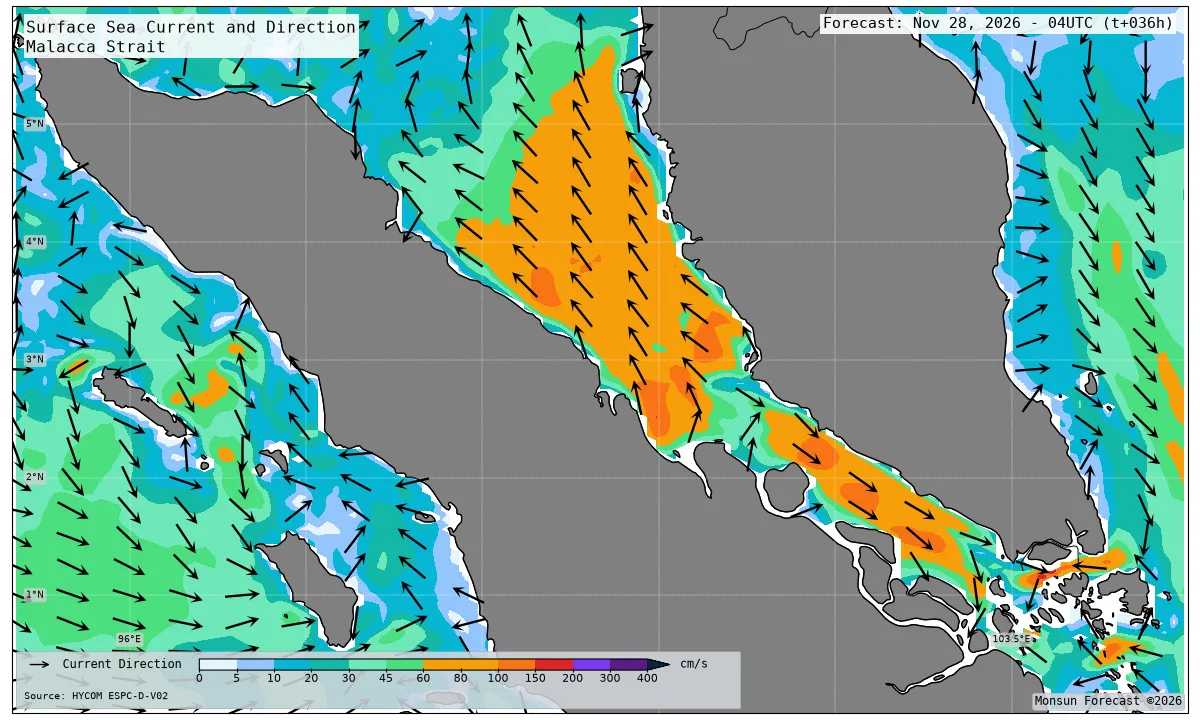 Surface Sea Current and Direction
Malacca Strait
Forecast: Nov 28, 2026 - 04UTC (t+036h)
5°N
4°N
3°N
2°N
1°N
96°E
103.5°E
Current Direction
0 5 10 20 30 45 60 80 100 150 200 300 400
cm/s
Source: HYCOM ESPC-D-V02
Monsun Forecast ©2026